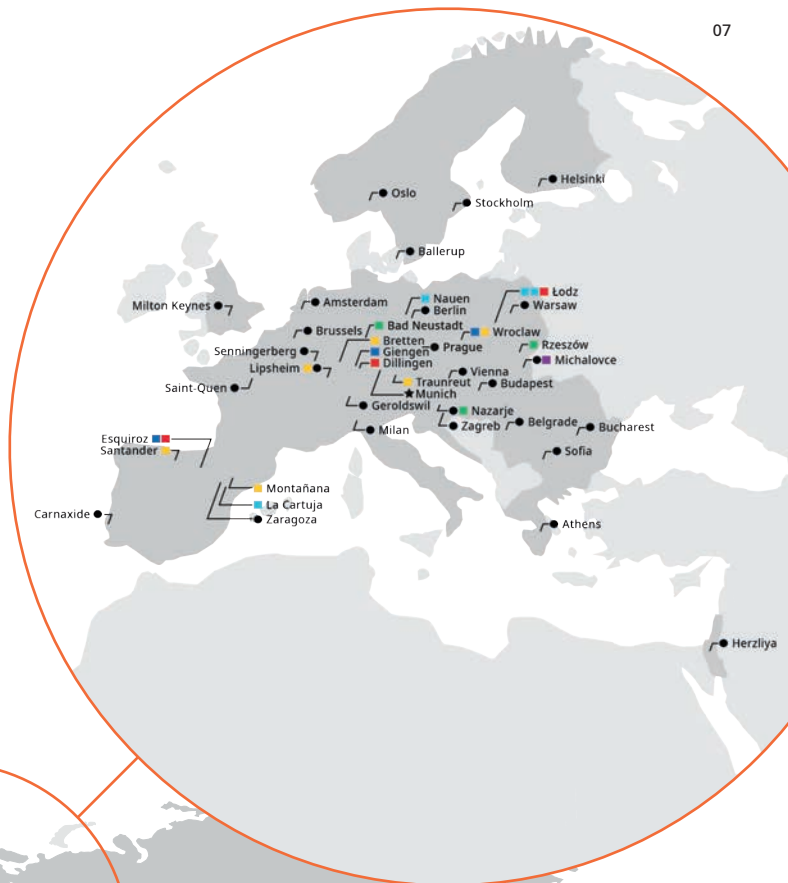 07
Helsinki
Oslo
Stockholm
Ballerup
Nauen
Łodz
Milton Keynes
Amsterdam
Berlin
Warsaw
Brussels
Bad Neustadt
Wroclaw
Bretten
Rzeszów
Senningerberg
Giengen
Prague
Michalovce
Lipsheim
Dillingen
Vienna
Saint-Quen
Traunreut
Budapest
Munich
Geroldswil
Nazarje
Milan
Zagreb
Belgrade
Bucharest
Esquiroz
Santander
Sofia
Montañana
La Cartuja
Carnaxide
Zaragoza
Athens
Herzliya